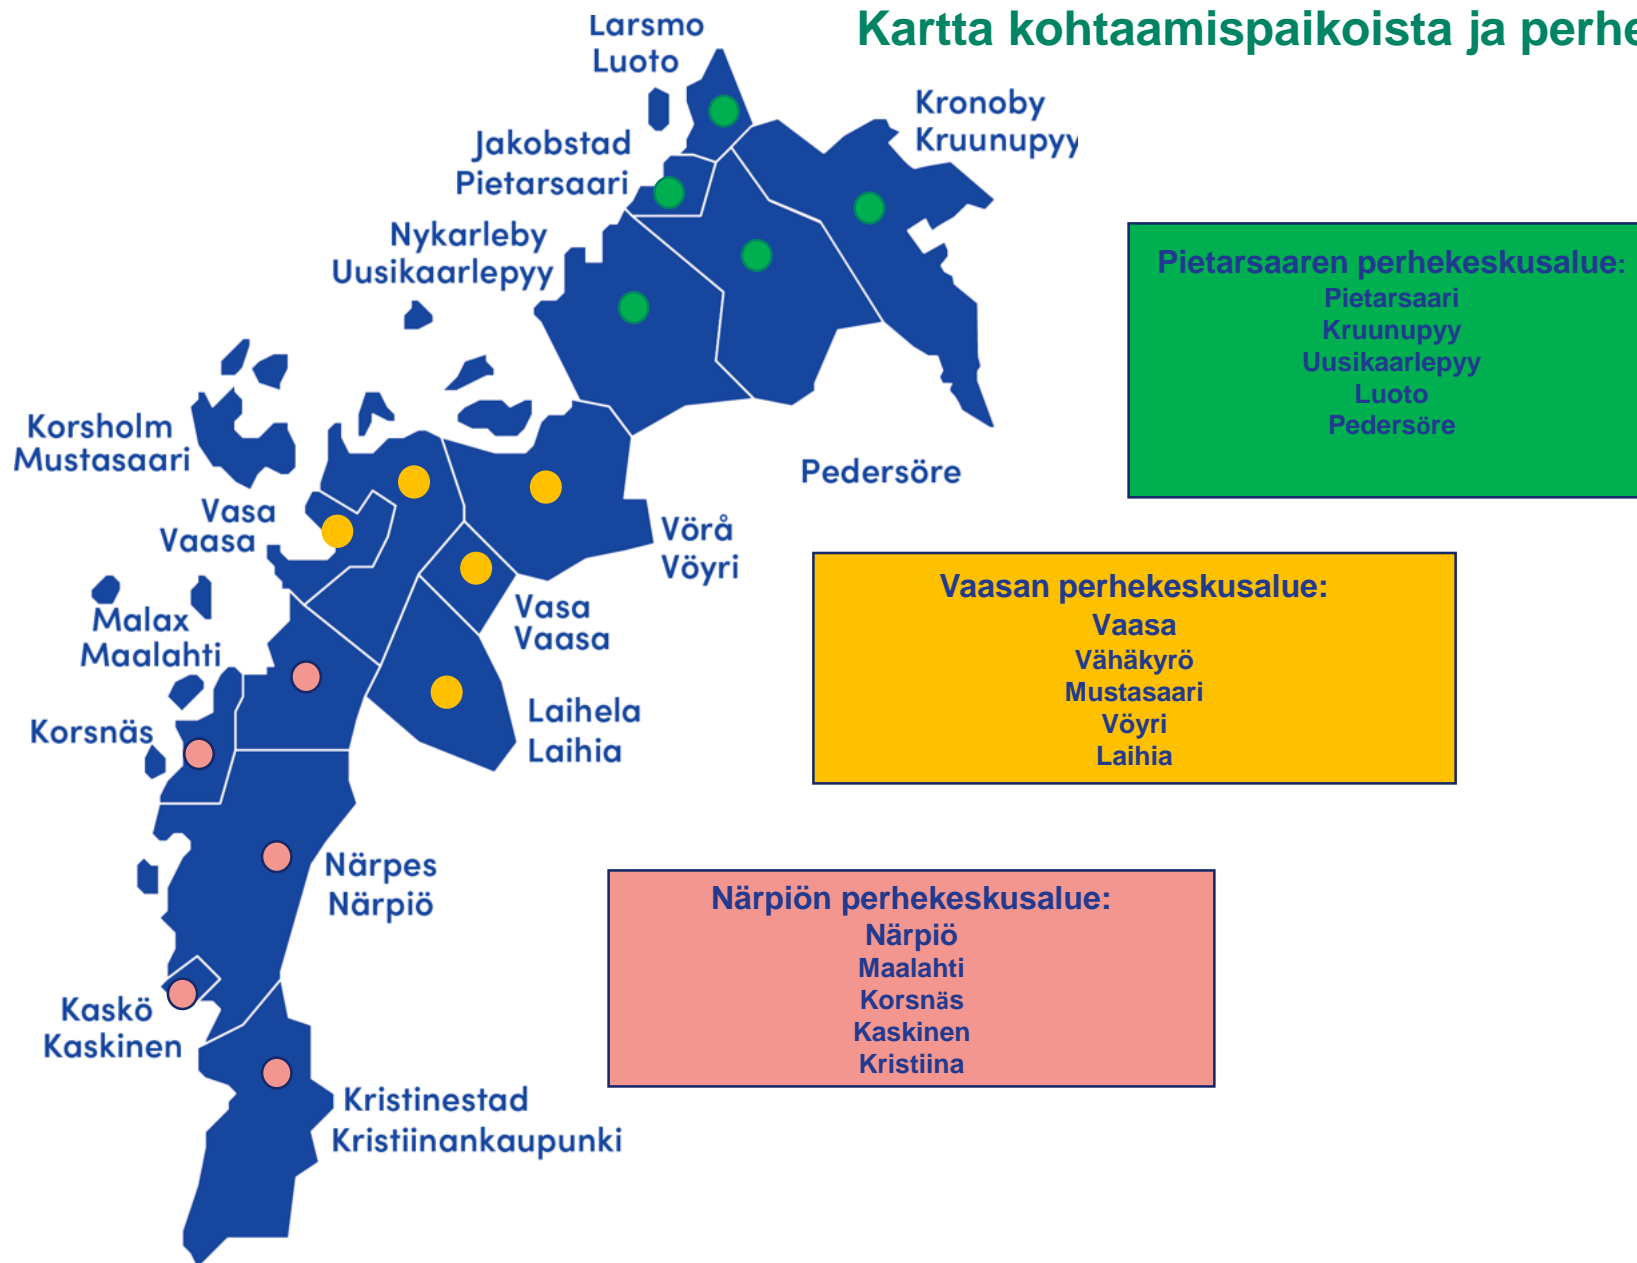 Kartta kohtaamispaikoista ja perhe
Larsmo
Luoto
Kronoby
Kruunupyy
Jakobstad
Pietarsaari
Nykarleby
Uusikaarlepyy
Pietarsaaren perhekeskusalue:
Pietarsaari
Kruunupyy
Uusikaarlepyy
Luoto
Pedersöre
Korsholm
Mustasaari
Pedersöre
Vasa
Vaasa
Vörå
Vöyri
Vaasan perhekeskusalue:
Vaasa
Vähäkyrö
Mustasaari
Vöyri
Laihia
Malax
Maalahti
Vasa
Vaasa
Korsnäs
Laihela
Laihia
Närpes
Närpiö
Närpiön perhekeskusalue:
Närpiö
Maalahti
Korsnäs
Kaskinen
Kristiina
Kaskö
Kaskinen
Kristinestad
Kristiinankaupunki